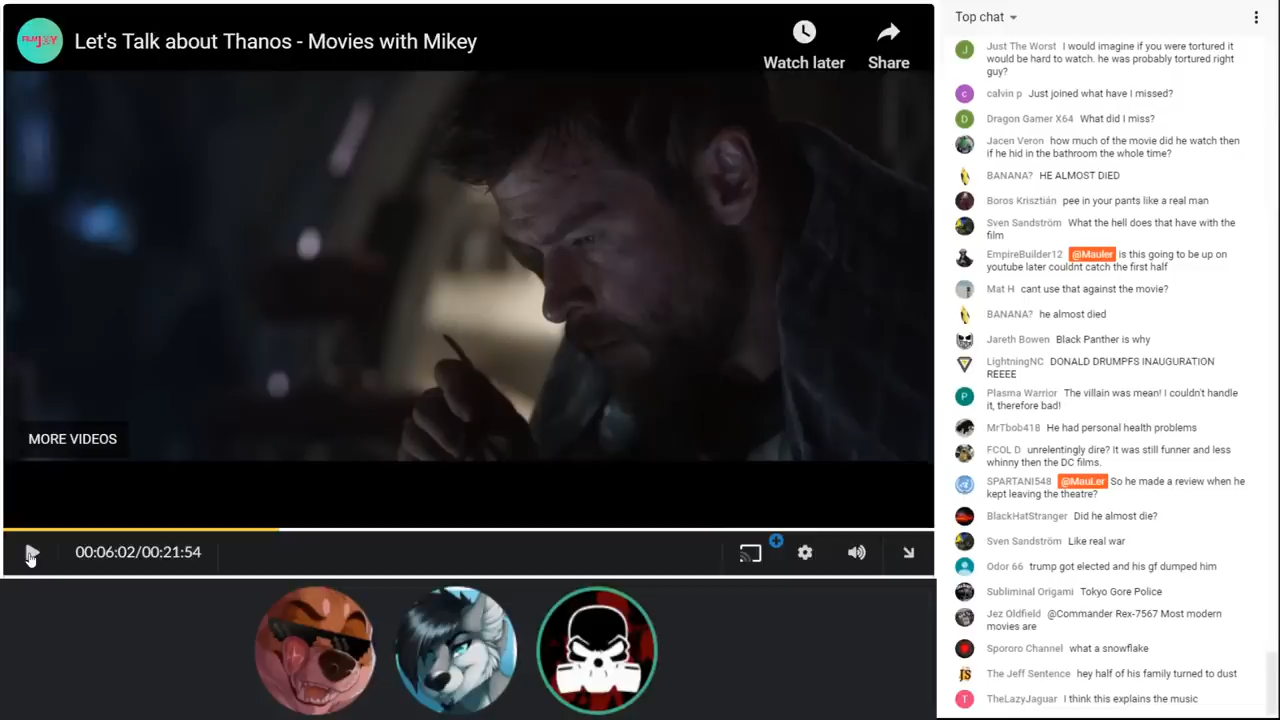 FILMJOY
Let's Talk about Thanos - Movies with Mikey
Watch later
Share
MORE VIDEOS
00:06:02/00:21:54
Top chat
J
Just The Worst I would imagine if you were tortured it
would be hard to watch. he was probably tortured right
guy?
c
calvin p Just joined what have I missed?
D
Dragon Gamer X64 What did I miss?
Jacen Veron how much of the movie did he watch then
if he hid in the bathroom the whole time?
BANANA? HE ALMOST DIED
Boros Krisztián pee in your pants like a real man
Sven Sandström What the hell does that have with the
film
EmpireBuilder12 @Mauler is this going to be up on
youtube later couldnt catch the first half
Mat H cant use that against the movie?
BANANA? he almost died
Jareth Bowen Black Panther is why
LightningNC DONALD DRUMPFS INAUGURATION
REEEE
P
Plasma Warrior The villain was mean! I couldn't handle
it, therefore bad!
MrTbob418 He had personal health problems
FCOL D unrelentingly dire? It was still funner and less
whinny then the DC films.
SPARTANI548 @MauLer So he made a review when he
kept leaving the theatre?
BlackHatStranger Did he almost die?
Sven Sandström Like real war
Odor 66 trump got elected and his gf dumped him
Subliminal Origami Tokyo Gore Police
Jez Oldfield @Commander Rex-7567 Most modern
movies are
Spororo Channel what a snowflake
JS
The Jeff Sentence hey half of his family turned to dust
T
TheLazyJaguar I think this explains the music